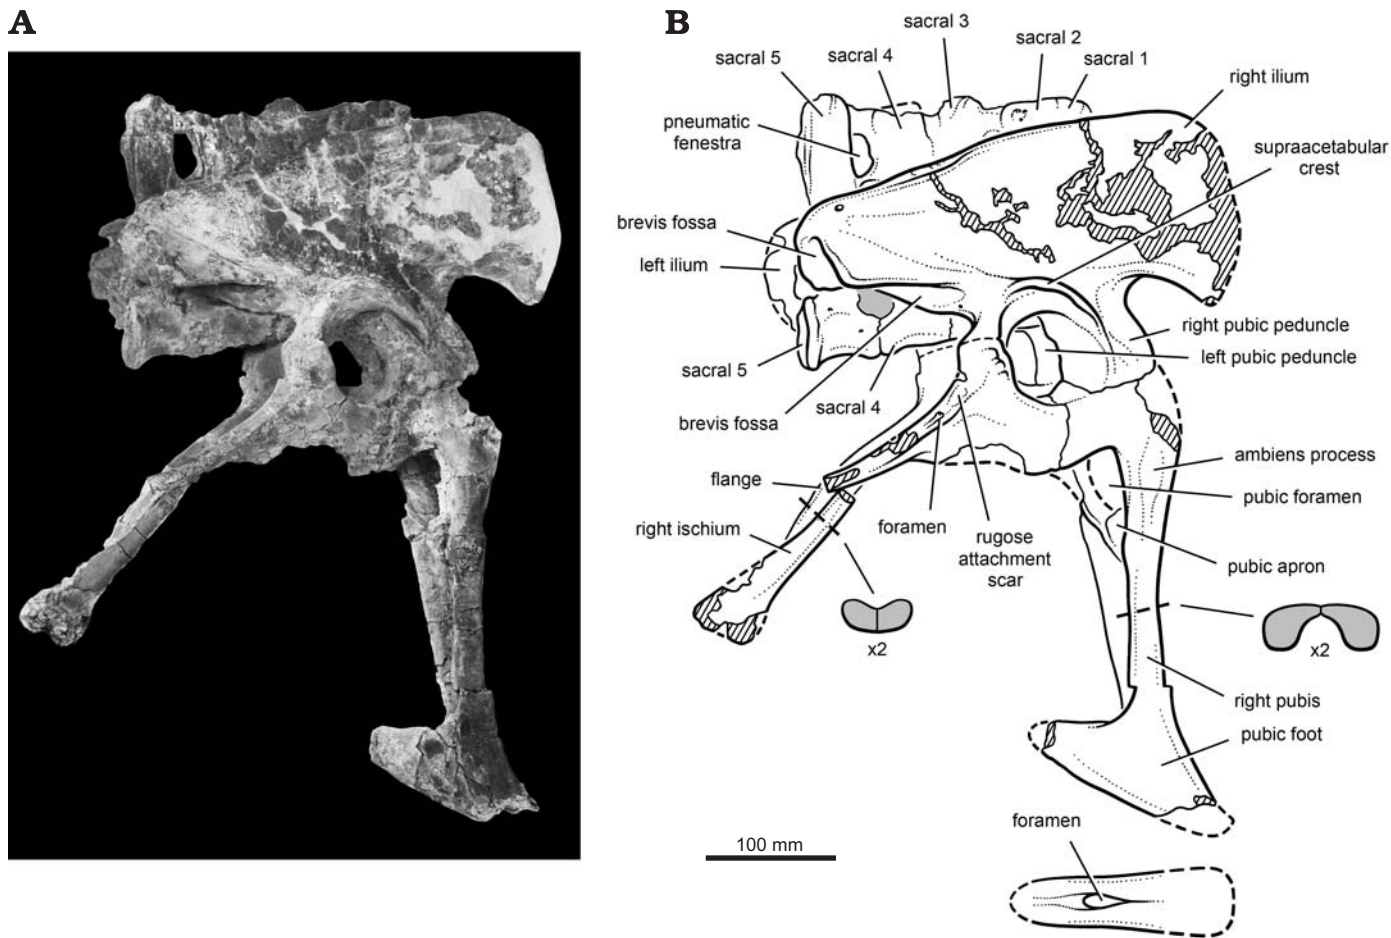 A
B
sacral 3
sacral 2
sacral 4
sacral 5
sacral 1
right ilium
pneumatic
fenestra
supraacetabular
crest
brevis fossa
left ilium
right pubic peduncle
left pubic peduncle
sacral 5
sacral 4
brevis fossa
ambiens process
flange
pubic foramen
right ischium
foramen
rugose
attachment
scar
pubic apron
x2
x2
right pubis
pubic foot
foramen
100 mm